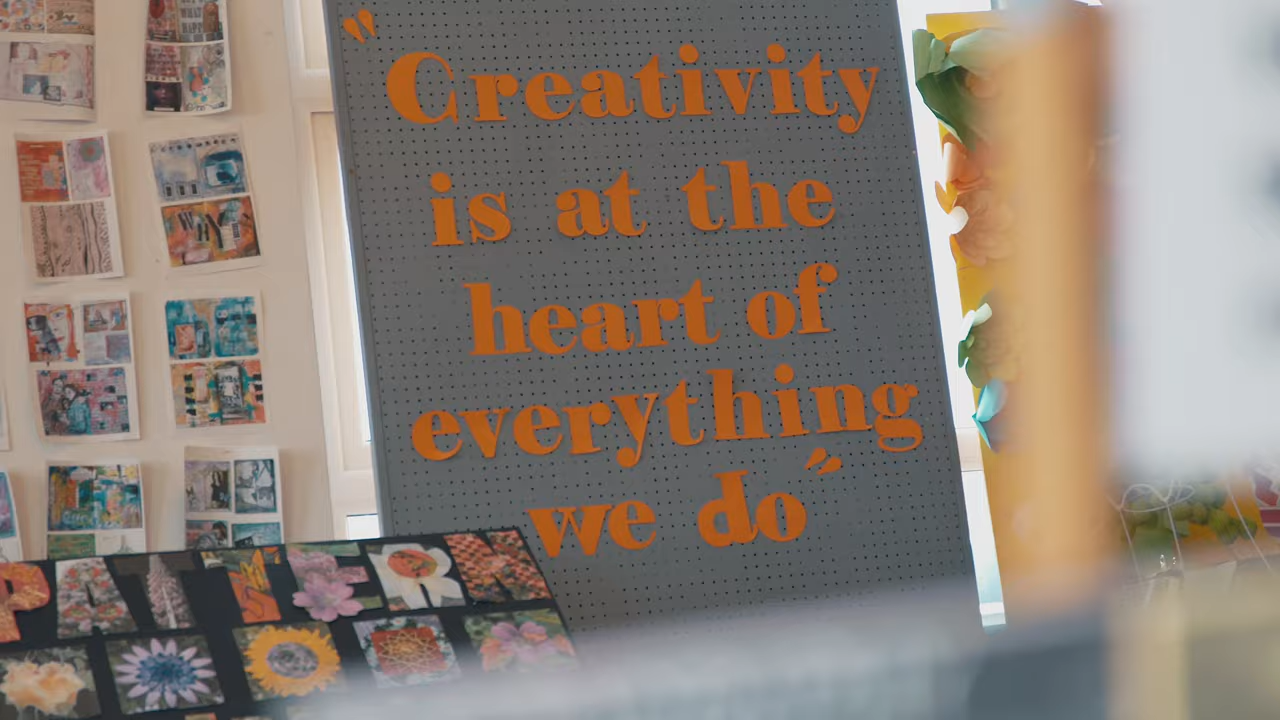 "Creativity
is at the
heart of
everything
we do"